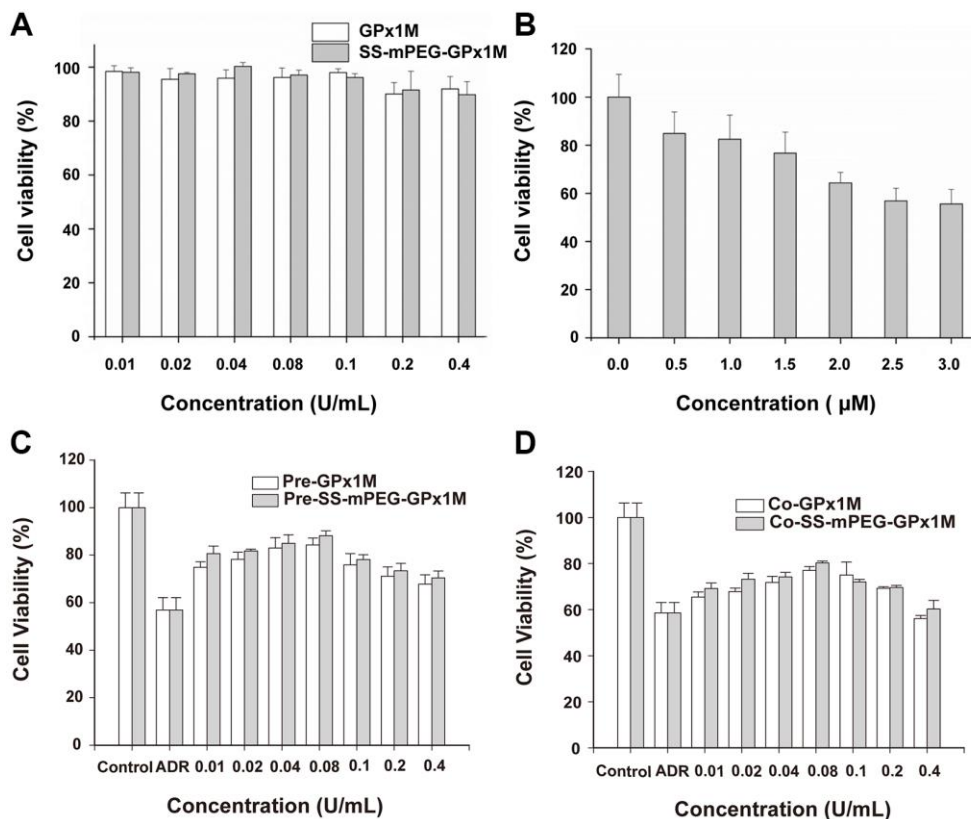 A
GPx1M
SS-mPEG-GPx1M
Cell viability (%)
100
80
60
40
20
0
0.01 0.02 0.04 0.08 0.1 0.2 0.4
Concentration (U/mL)
B
Cell viability (%)
120
100
80
60
40
20
0
0.0 0.5 1.0 1.5 2.0 2.5 3.0
Concentration ( µM)
C
Pre-GPx1M
Pre-SS-mPEG-GPx1M
Cell Viability (%)
120
100
80
60
40
20
0
Control ADR 0.01 0.02 0.04 0.08 0.1 0.2 0.4
Concentration (U/mL)
D
Co-GPx1M
Co-SS-mPEG-GPx1M
Cell Viability (%)
120
100
80
60
40
20
0
Control ADR 0.01 0.02 0.04 0.08 0.1 0.2 0.4
Concentration (U/mL)